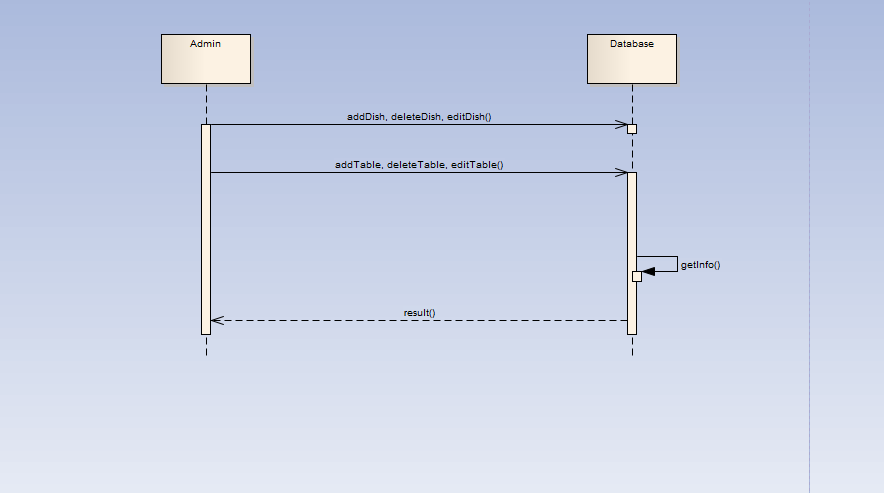 Admin
Database
addDish, deleteDish, editDish()
addTable, deleteTable, editTable()
getInfo()
result()